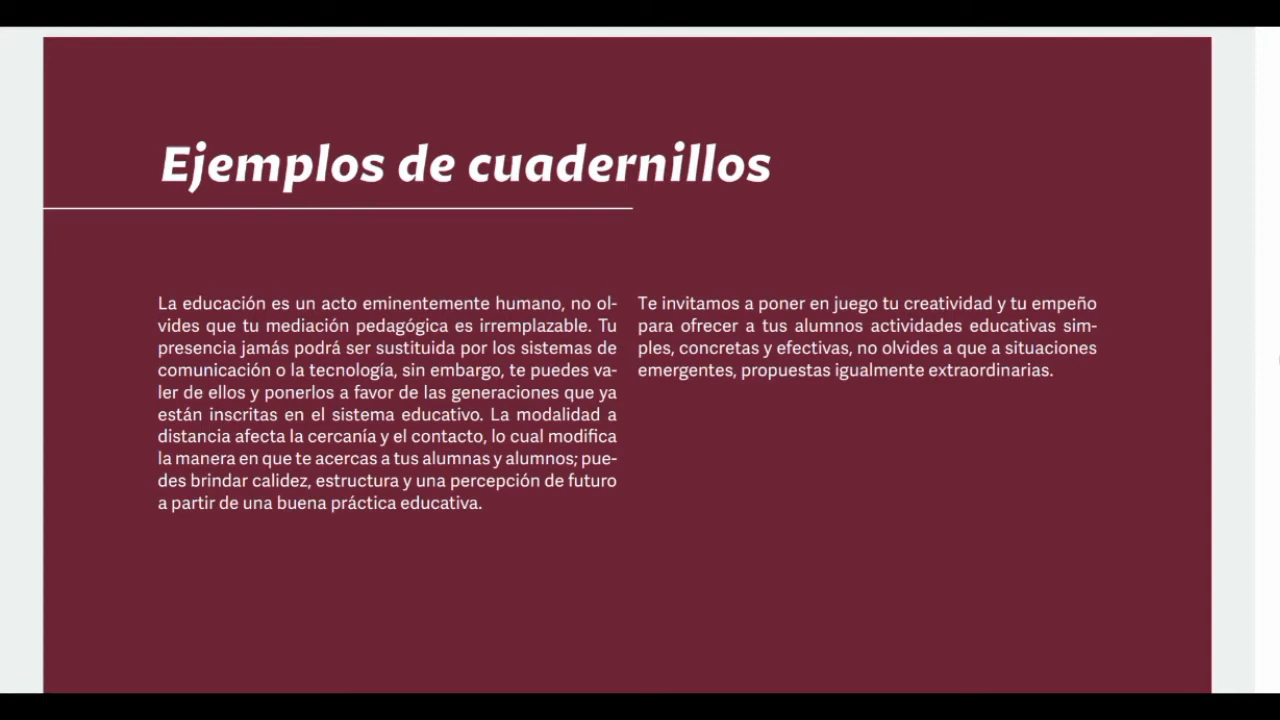 Ejemplos de cuadernillos
La educación es un acto eminentemente humano, no ol-
vides que tu mediación pedagógica es irremplazable. Tu
presencia jamás podrá ser sustituida por los sistemas de
comunicación o la tecnología, sin embargo, te puedes va-
ler de ellos y ponerlos a favor de las generaciones que ya
están inscritas en el sistema educativo. La modalidad a
distancia afecta la cercanía y el contacto, lo cual modifica
la manera en que te acercas a tus alumnas y alumnos; pue-
des brindar calidez, estructura y una percepción de futuro
a partir de una buena práctica educativa.
Te invitamos a poner en juego tu creatividad y tu empeño
para ofrecer a tus alumnos actividades educativas sim-
ples, concretas y efectivas, no olvides a que a situaciones
emergentes, propuestas igualmente extraordinarias.